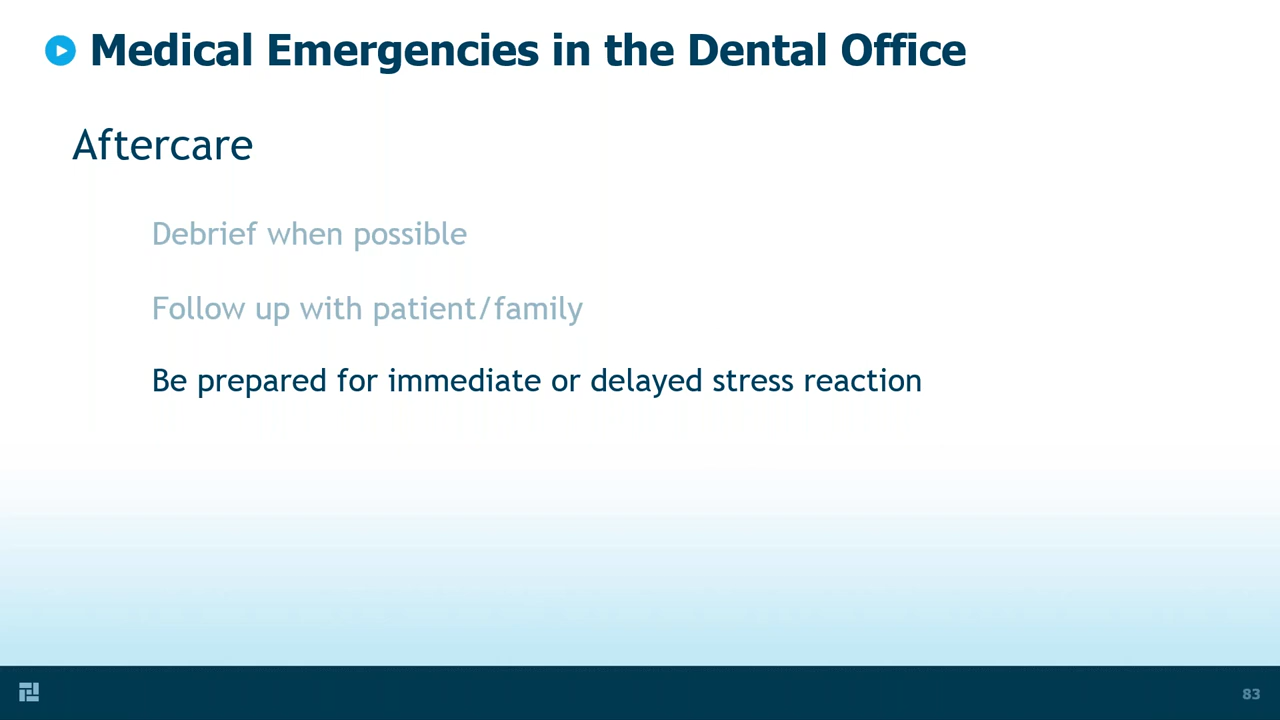 Medical Emergencies in the Dental Office
Aftercare
Debrief when possible
Follow up with patient/family
Be prepared for immediate or delayed stress reaction
83